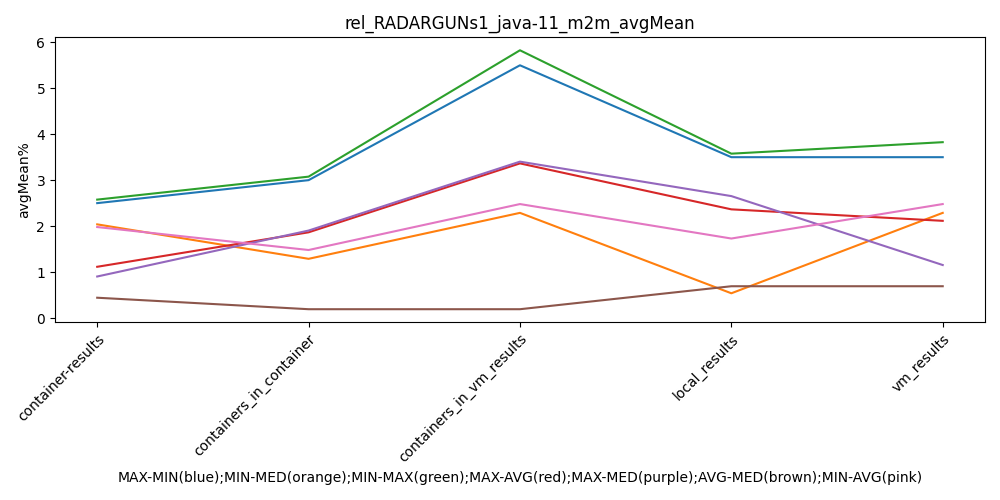 rel_RADARGUNs1_java-11_m2m_avgMean
6
5
4
3
2
1
0
avgMean%
container-results
containers_in_container
containers_in_vm_results
local_results
vm_results
MAX-MIN(blue);MIN-MED(orange);MIN-MAX(green);MAX-AVG(red);MAX-MED(purple);AVG-MED(brown);MIN-AVG(pink)